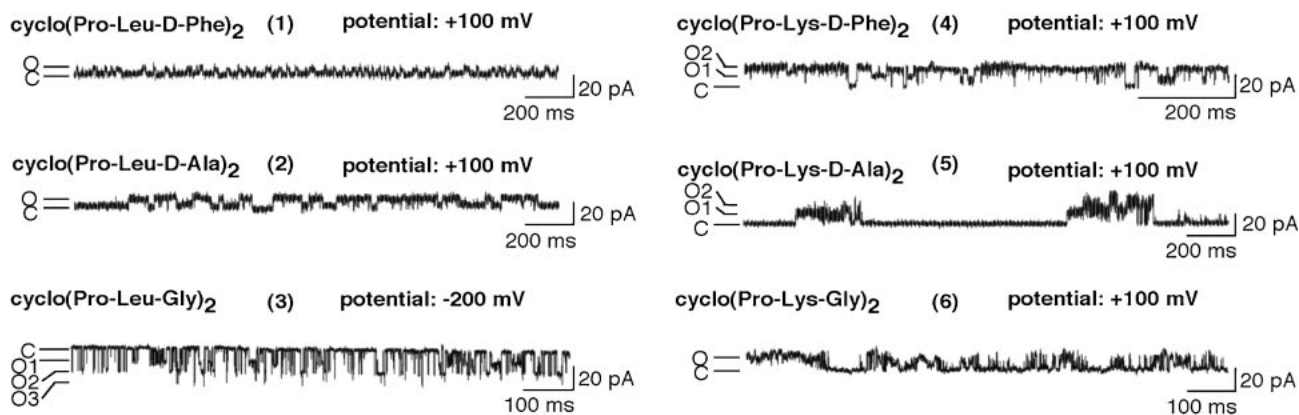 cyclo(Pro-Leu-D-Phe)2 (1) potential: +100 mV
O
C
20 pA
200 ms
cyclo(Pro-Leu-D-Ala)2 (2) potential: +100 mV
O
C
20 pA
200 ms
cyclo(Pro-Leu-Gly)2 (3) potential: -200 mV
C
O1
O2
O3
20 pA
100 ms
cyclo(Pro-Lys-D-Phe)2 (4) potential: +100 mV
O2
O1
C
20 pA
200 ms
cyclo(Pro-Lys-D-Ala)2 (5) potential: +100 mV
O2
O1
C
20 pA
200 ms
cyclo(Pro-Lys-Gly)2 (6) potential: +100 mV
O
C
20 pA
100 ms